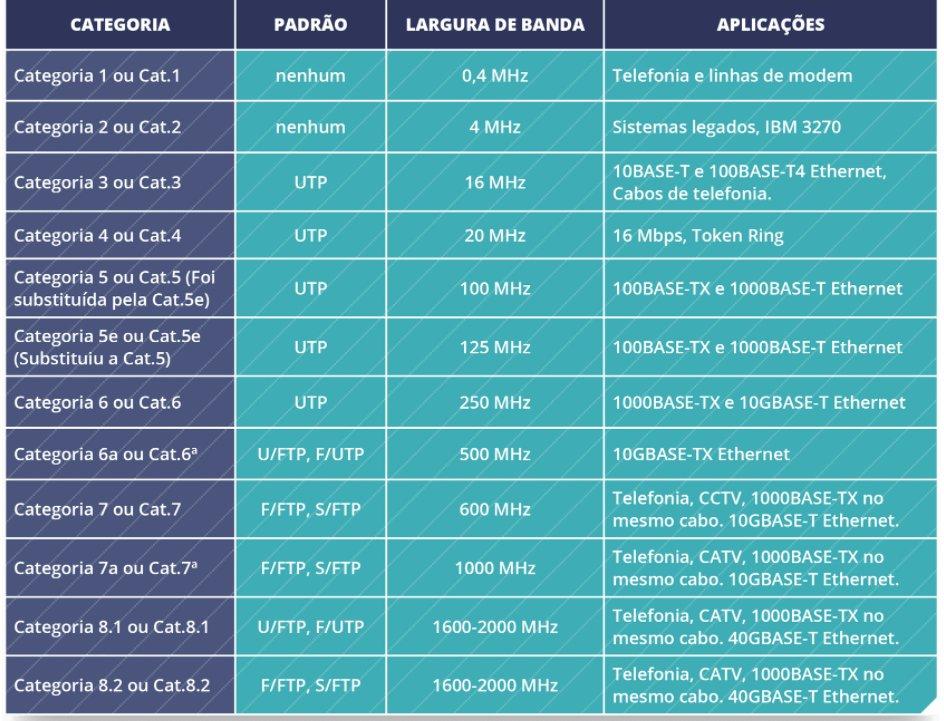 CATEGORIA PADRÃO LARGURA DE BANDA APLICAÇÕES
Categoria 1 ou Cat.1 nenhum 0,4 MHz Telefonia e linhas de modem
Categoria 2 ou Cat.2 nenhum 4 MHz Sistemas legados, IBM 3270
Categoria 3 ou Cat.3 UTP 16 MHz 10BASE-T e 100BASE-T4 Ethernet,
Cabos de telefonia.
Categoria 4 ou Cat.4 UTP 20 MHz 16 Mbps, Token Ring
Categoria 5 ou Cat.5 (Foi
substituída pela Cat.5e) UTP 100 MHz 100BASE-TX e 1000BASE-T Ethernet
Categoria 5e ou Cat.5e
(Substituiu a Cat.5) UTP 125 MHz 100BASE-TX e 1000BASE-T Ethernet
Categoria 6 ou Cat.6 UTP 250 MHz 1000BASE-TX e 10GBASE-T Ethernet
Categoria 6a ou Cat.6ª U/FTP, F/UTP 500 MHz 10GBASE-TX Ethernet
Categoria 7 ou Cat.7 F/FTP, S/FTP 600 MHz Telefonia, CCTV, 1000BASE-TX no
mesmo cabo. 10GBASE-T Ethernet.
Categoria 7a ou Cat.7ª F/FTP, S/FTP 1000 MHz Telefonia, CATV, 1000BASE-TX no
mesmo cabo. 10GBASE-T Ethernet.
Categoria 8.1 ou Cat.8.1 U/FTP, F/UTP 1600-2000 MHz Telefonia, CATV, 1000BASE-TX no
mesmo cabo. 40GBASE-T Ethernet.
Categoria 8.2 ou Cat.8.2 F/FTP, S/FTP 1600-2000 MHz Telefonia, CATV, 1000BASE-TX no
mesmo cabo. 40GBASE-T Ethernet.